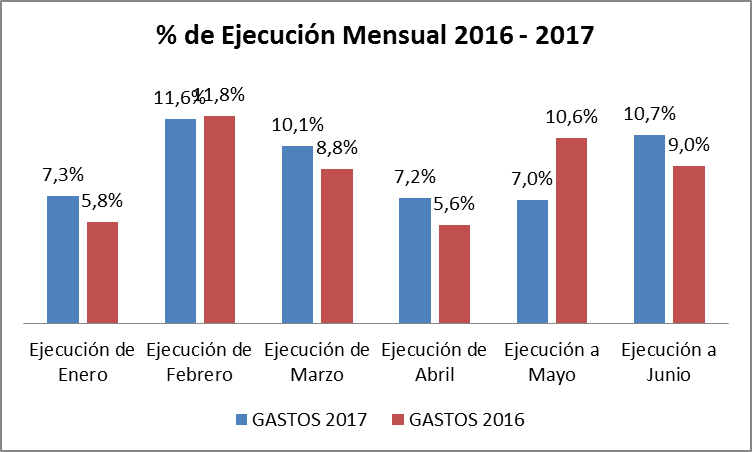 % de Ejecución Mensual 2016 - 2017
7,3%
5,8%
11,6%
11,8%
10,1%
8,8%
7,2%
5,6%
7,0%
10,6%
10,7%
9,0%
Ejecución de Enero
Ejecución de Febrero
Ejecución de Marzo
Ejecución de Abril
Ejecución a Mayo
Ejecución a Junio
GASTOS 2017
GASTOS 2016